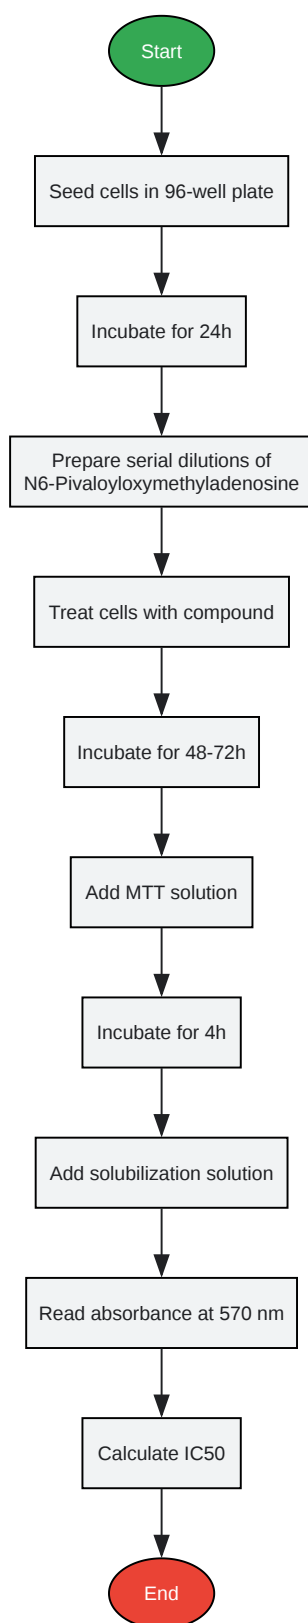 Start
Seed cells in 96-well plate
Incubate for 24h
Prepare serial dilutions of
N6-Pivaloyloxymethyladenosine
Treat cells with compound
Incubate for 48-72h
Add MTT solution
Incubate for 4h
Add solubilization solution
Read absorbance at 570 nm
Calculate IC50
End